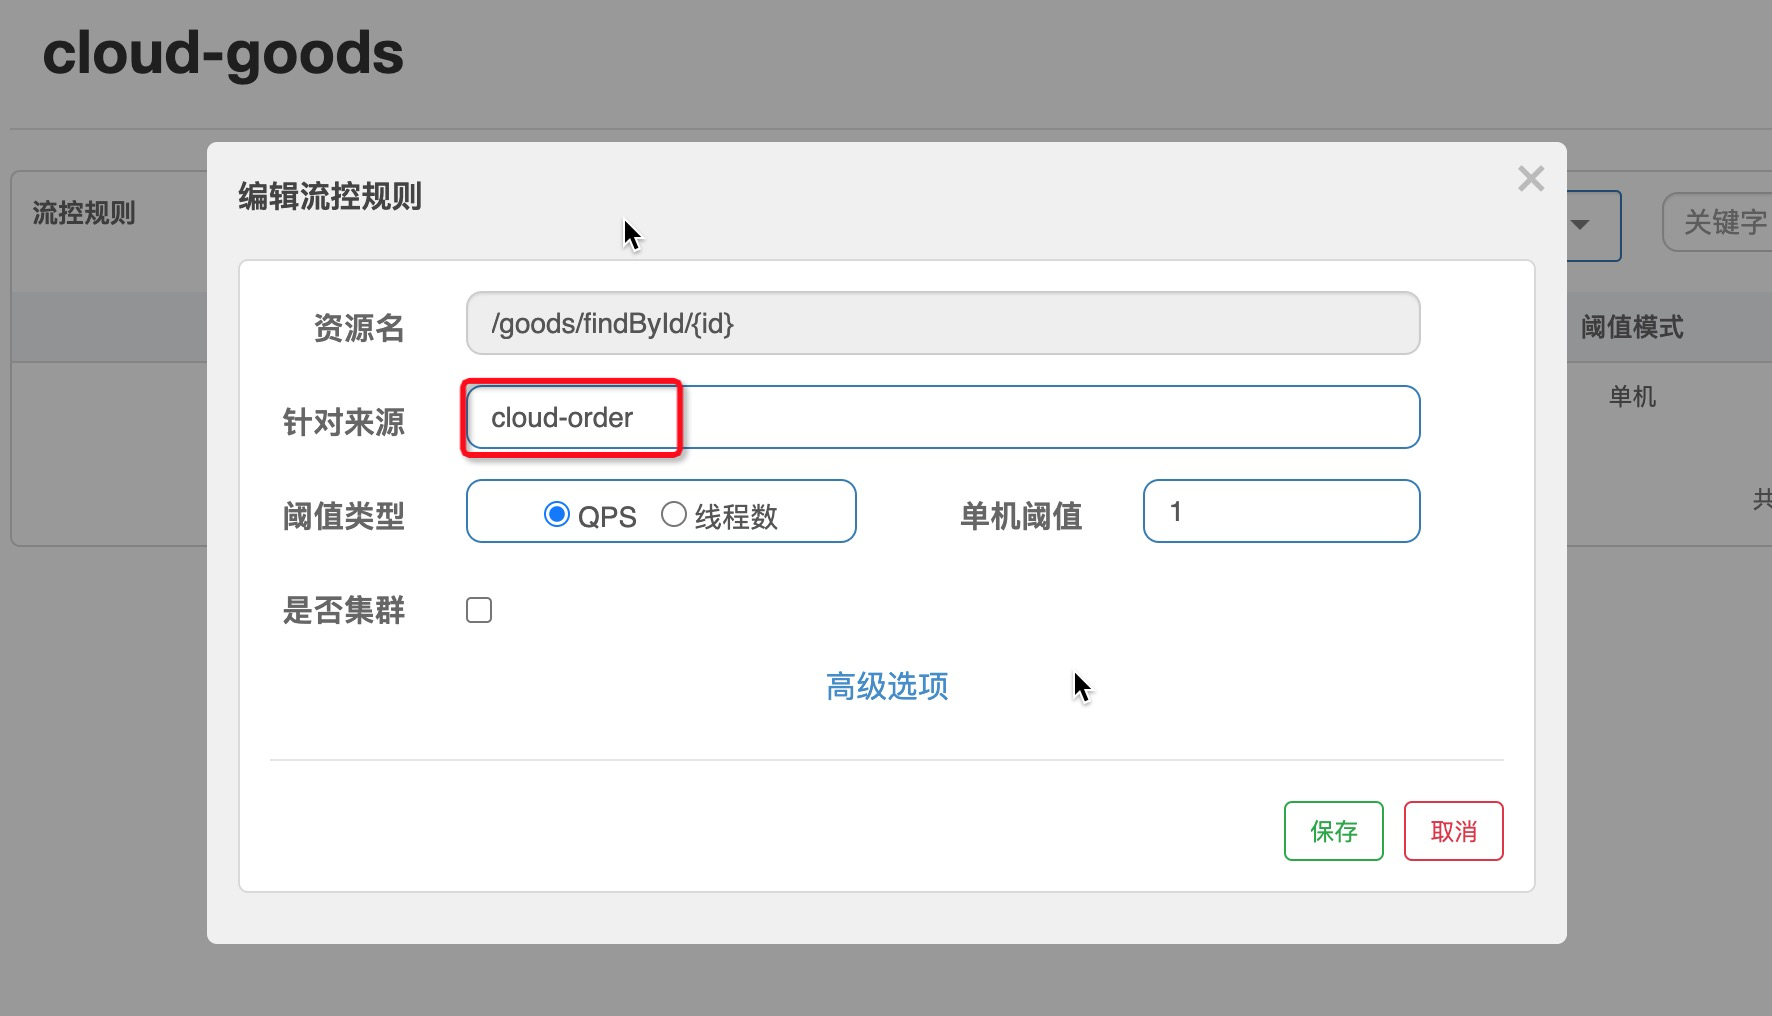 cloud-goods
流控规则
关键字
阈值模式
单机
共
编辑流控规则
资源名 /goods/findById/{id}
针对来源 cloud-order
阈值类型 QPS 线程数 单机阈值 1
是否集群
高级选项
保存 取消